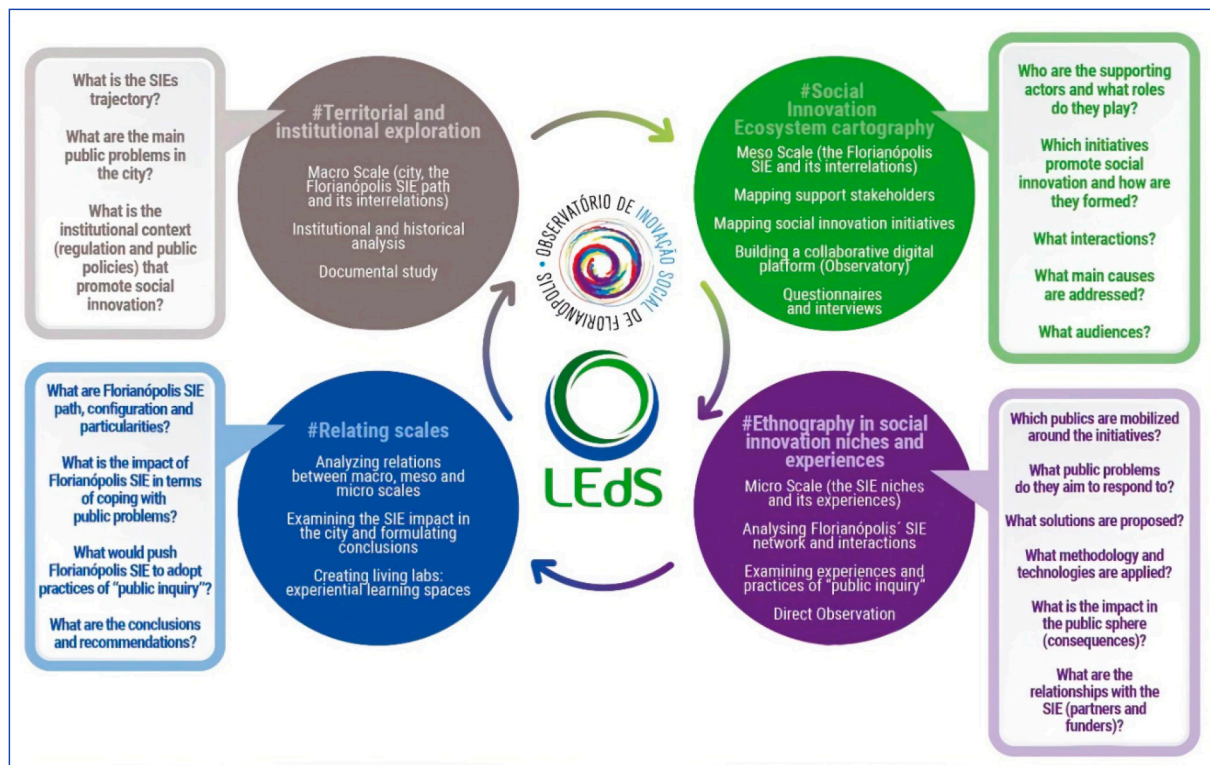 What is the SIEs
trajectory?
What are the main
public problems in
the city?
What is the
institutional context
(regulation and public
policies) that
promote social
innovation?
#Territorial and
institutional exploration
Macro Scale (city, the
Florianópolis SIE path
and its interrelations)
Institutional and historical
analysis
Documental study
OBSERVATÓRIO DE INOVAÇÃO SOCIAL DE FLORIANÓPOLIS •
LEdS
#Social
Innovation
Ecosystem cartography
Meso Scale (the Florianópolis
SIE and its interrelations)
Mapping support stakeholders
Mapping social innovation initiatives
Building a collaborative digital
platform (Observatory)
Questionnaires
and interviews
Who are the supporting
actors and what roles
do they play?
Which initiatives
promote social
innovation and how are
they formed?
What interactions?
What main causes
are addressed?
What audiences?
What are Florianópolis SIE
path, configuration and
particularities?
What is the impact of
Florianópolis SIE in terms
of coping with
public problems?
What would push
Florianópolis SIE to adopt
practices of “public inquiry”?
What are the conclusions
and recommendations?
#Relating scales
Analyzing relations
between macro, meso and
micro scales
Examining the SIE impact in
the city and formulating
conclusions
Creating living labs:
experiential learning spaces
#Ethnography in social
innovation niches and
experiences
Micro Scale (the SIE niches
and its experiences)
Analysing Florianópolis´ SIE
network and interactions
Examining experiences and
practices of “public inquiry”
Direct Observation
Which publics are mobilized
around the initiatives?
What public problems
do they aim to respond to?
What solutions are proposed?
What methodology and
technologies are applied?
What is the impact in
the public sphere
(consequences)?
What are the
relationships with the
SIE (partners and
funders)?